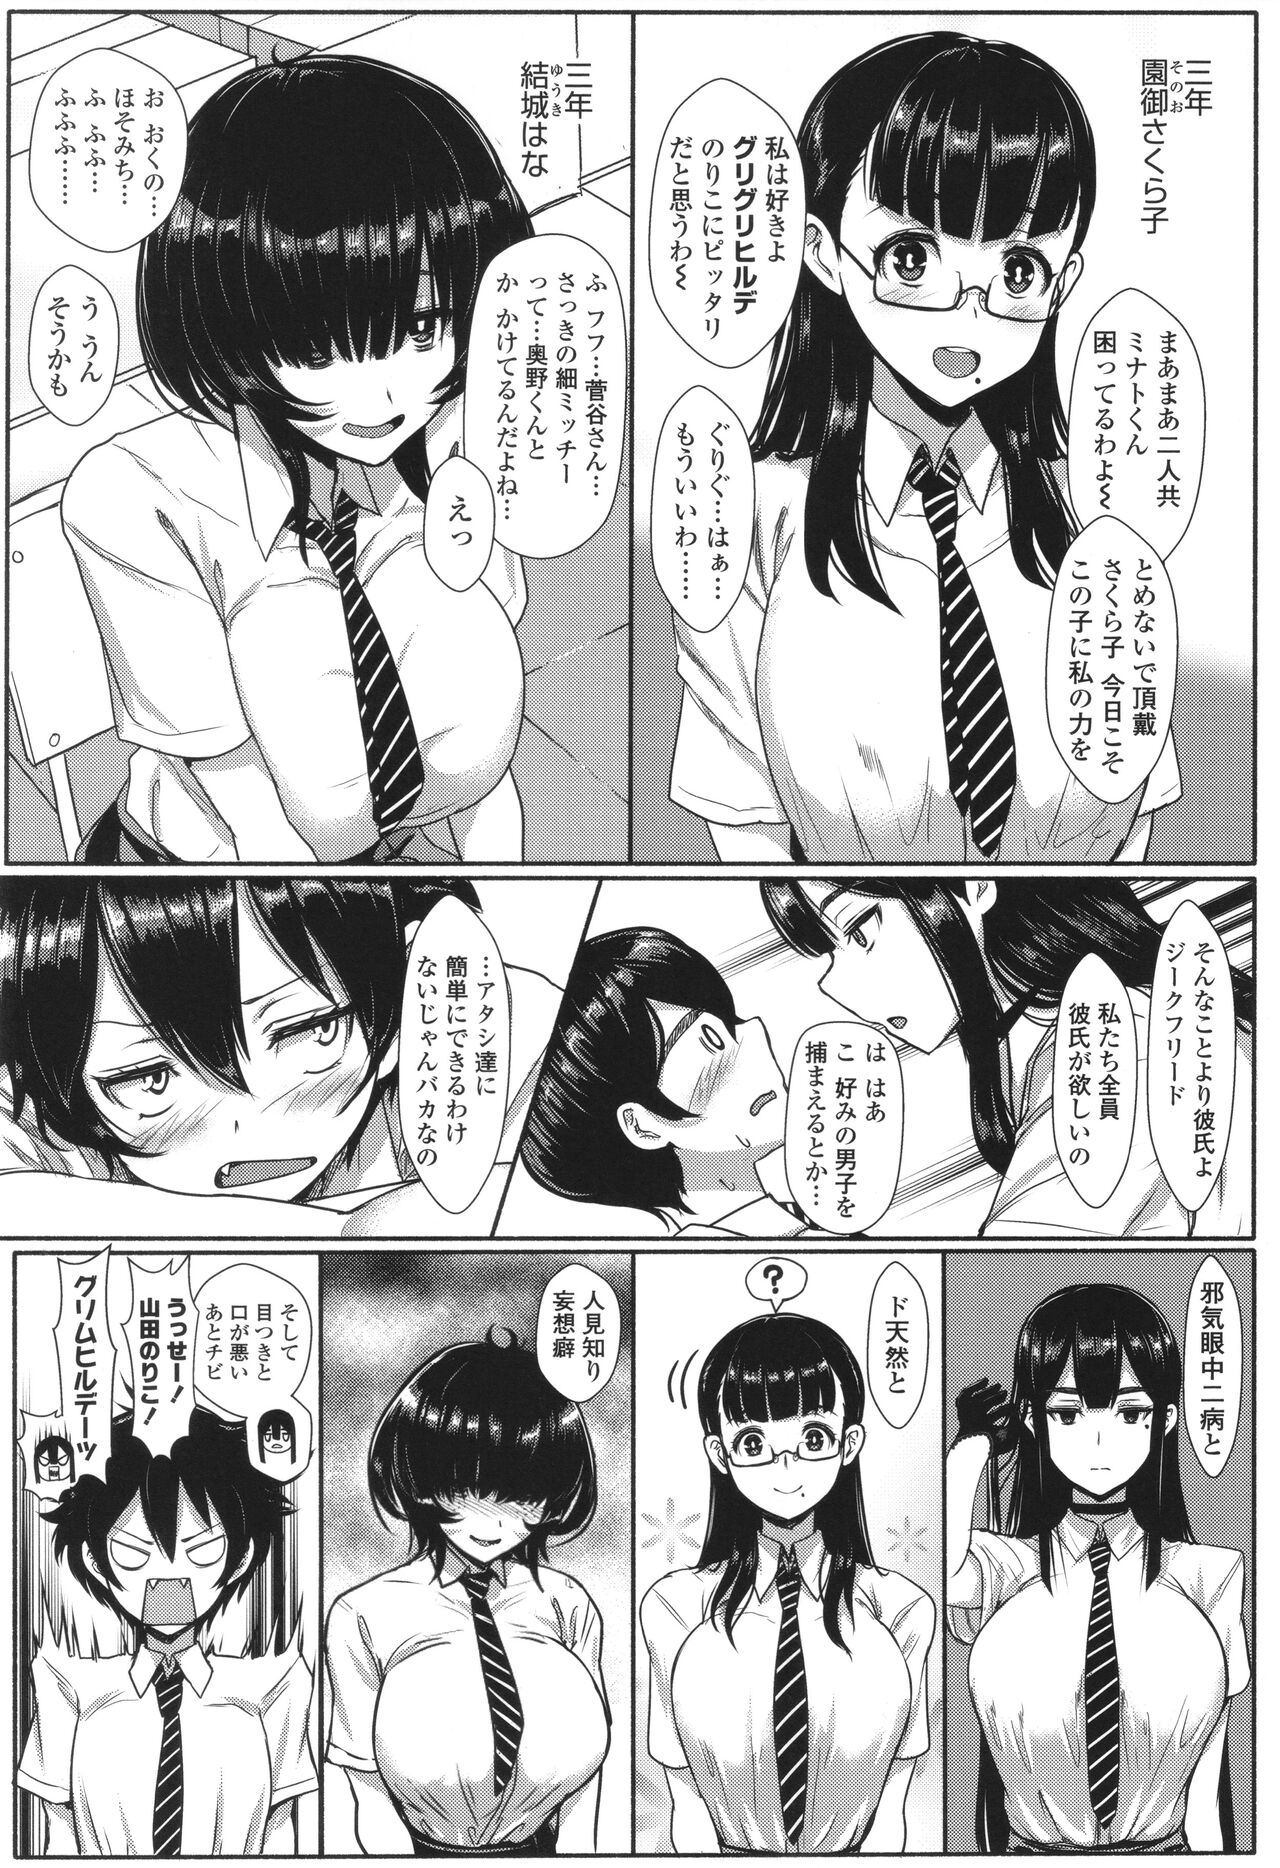 三年
園御さくら子
そのお
まあまあ二人共
ミナトくん
困ってるわよ〜
とめないで頂戴
さくら子 今日こそ
この子に私の力を
私は好きよ
グリグリヒルデ
のりこにピッタリ
だと思うわ〜
ぐりぐ…はぁ…
もういいわ……
三年
結城はな
ゆうき
ふ フフ…菅谷さん…
さっきの細ミッチー
って…奥野くんと
か かけてるんだよね…
えっ
お おくの…
ほそみち…
ふ ふふ…
ふふふ……
う うん
そうかも
そんなことより彼氏よ
ジークフリード
私たち全員
彼氏が欲しいの
は はあ
こ 好みの男子を
捕まえるとか…
…アタシ達に
簡単にできるわけ
ないじゃんバカなの
邪気眼中二病と
ド天然と
?
人見知り
妄想癖
そして
目つきと
口が悪い
あとチビ
うっせー!
山田のりこ!
グリムヒルデーッ